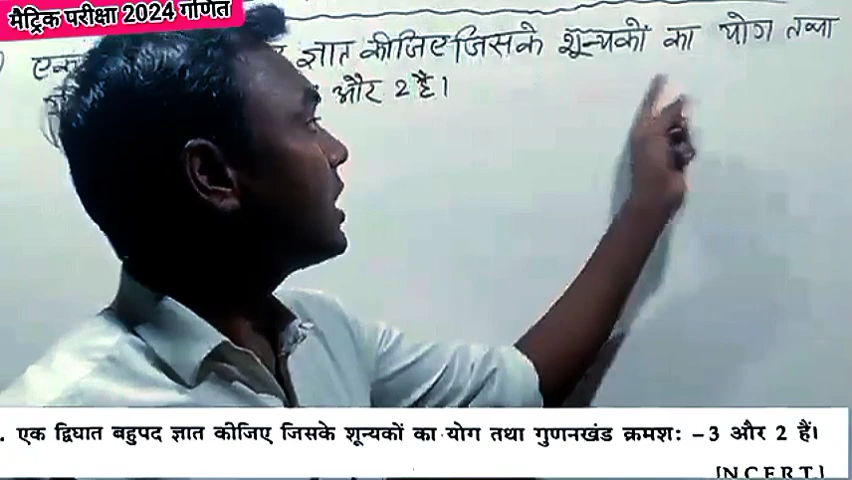 मैट्रिक परीक्षा 2024 गणित
ज्ञात कीजिए जिसके शून्यकों का योग तथा
और 2 है।
. एक द्विघात बहुपद ज्ञात कीजिए जिसके शून्यकों का योग तथा गुणनखंड क्रमशः -3 और 2 हैं।
[NCERT]